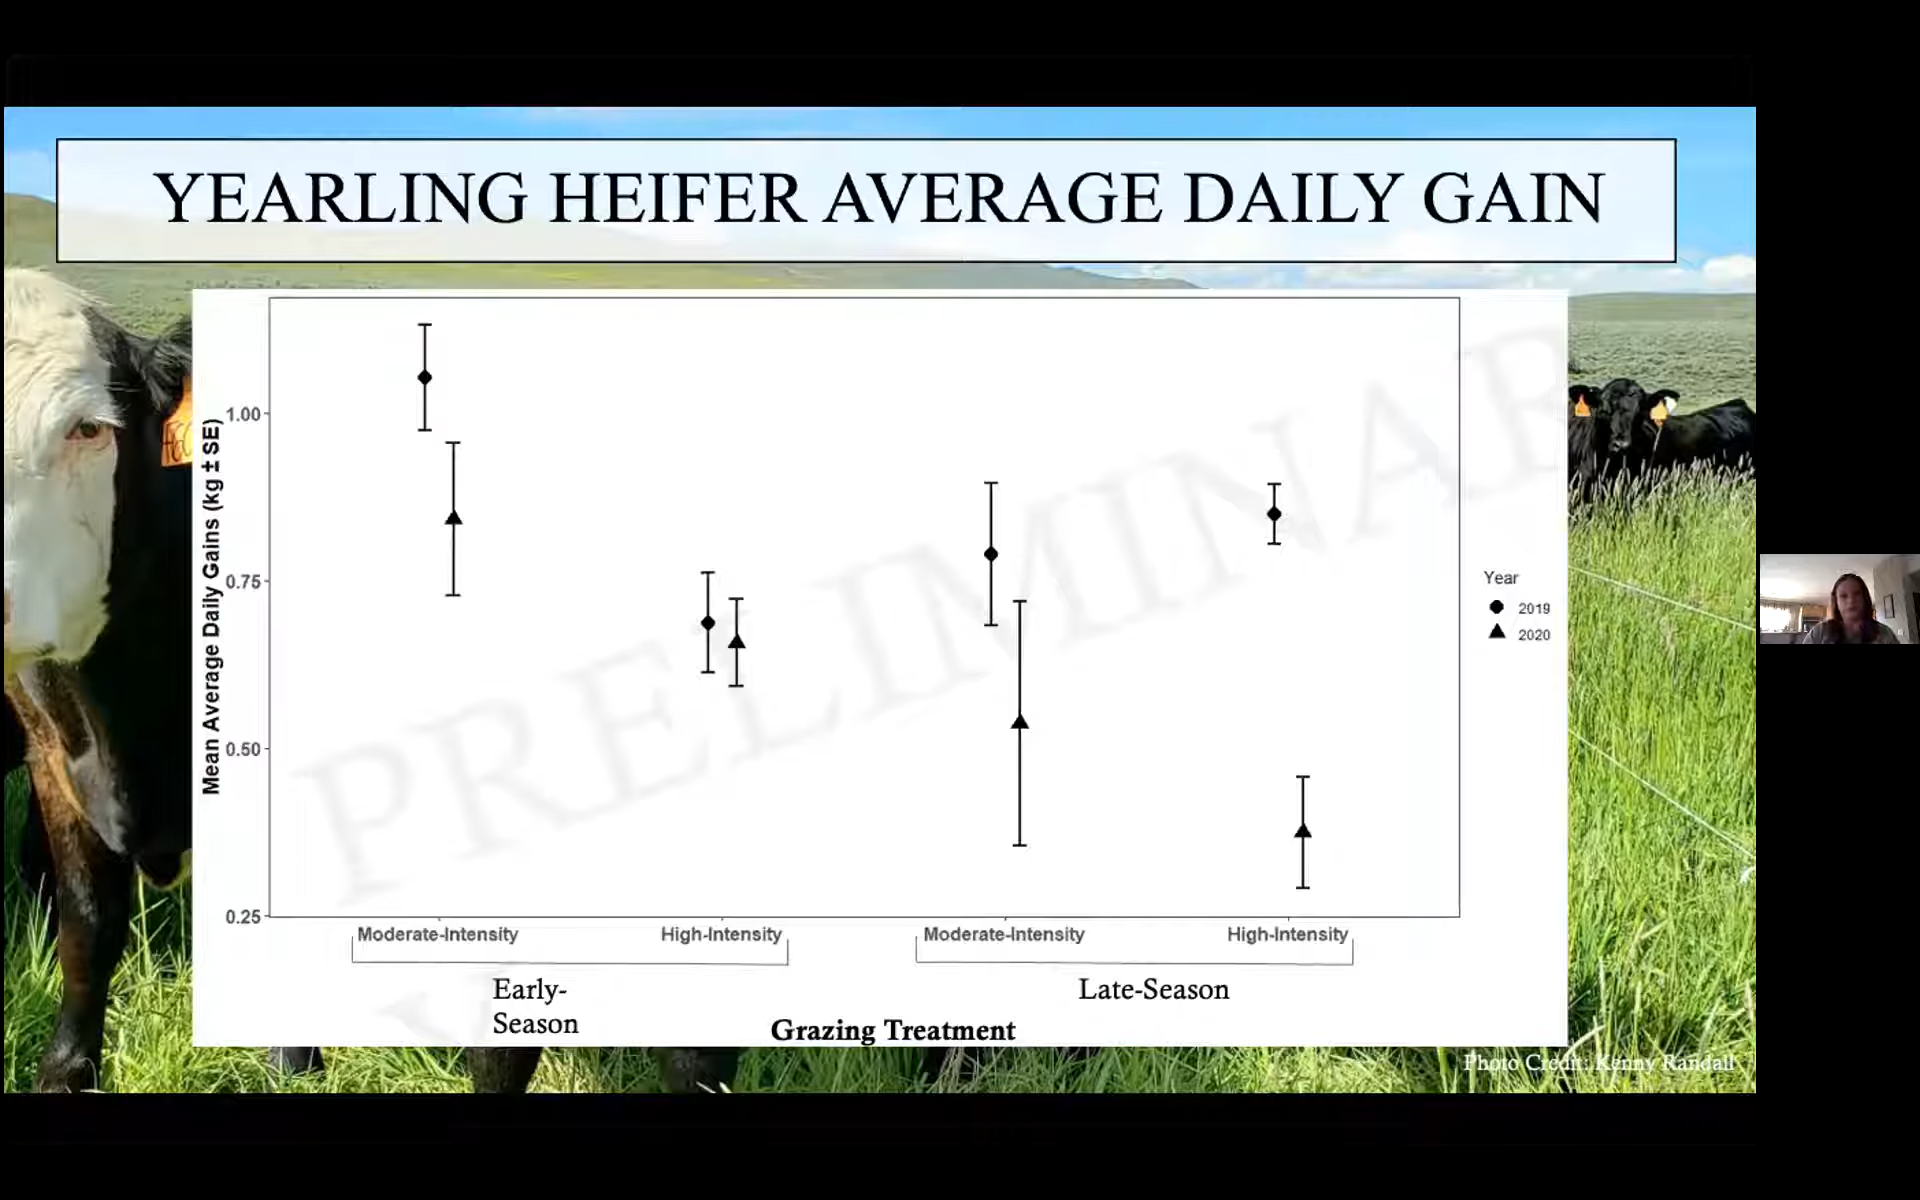 YEARLING HEIFER AVERAGE DAILY GAIN
Mean Average Daily Gains (kg ± SE)
1.00
0.75
0.50
0.25
Moderate-Intensity
High-Intensity
Moderate-Intensity
High-Intensity
Early-
Season
Late-Season
Grazing Treatment
Year
2019
2020
PRELIMINAR
Y
Photo Credit: Kenny Randall